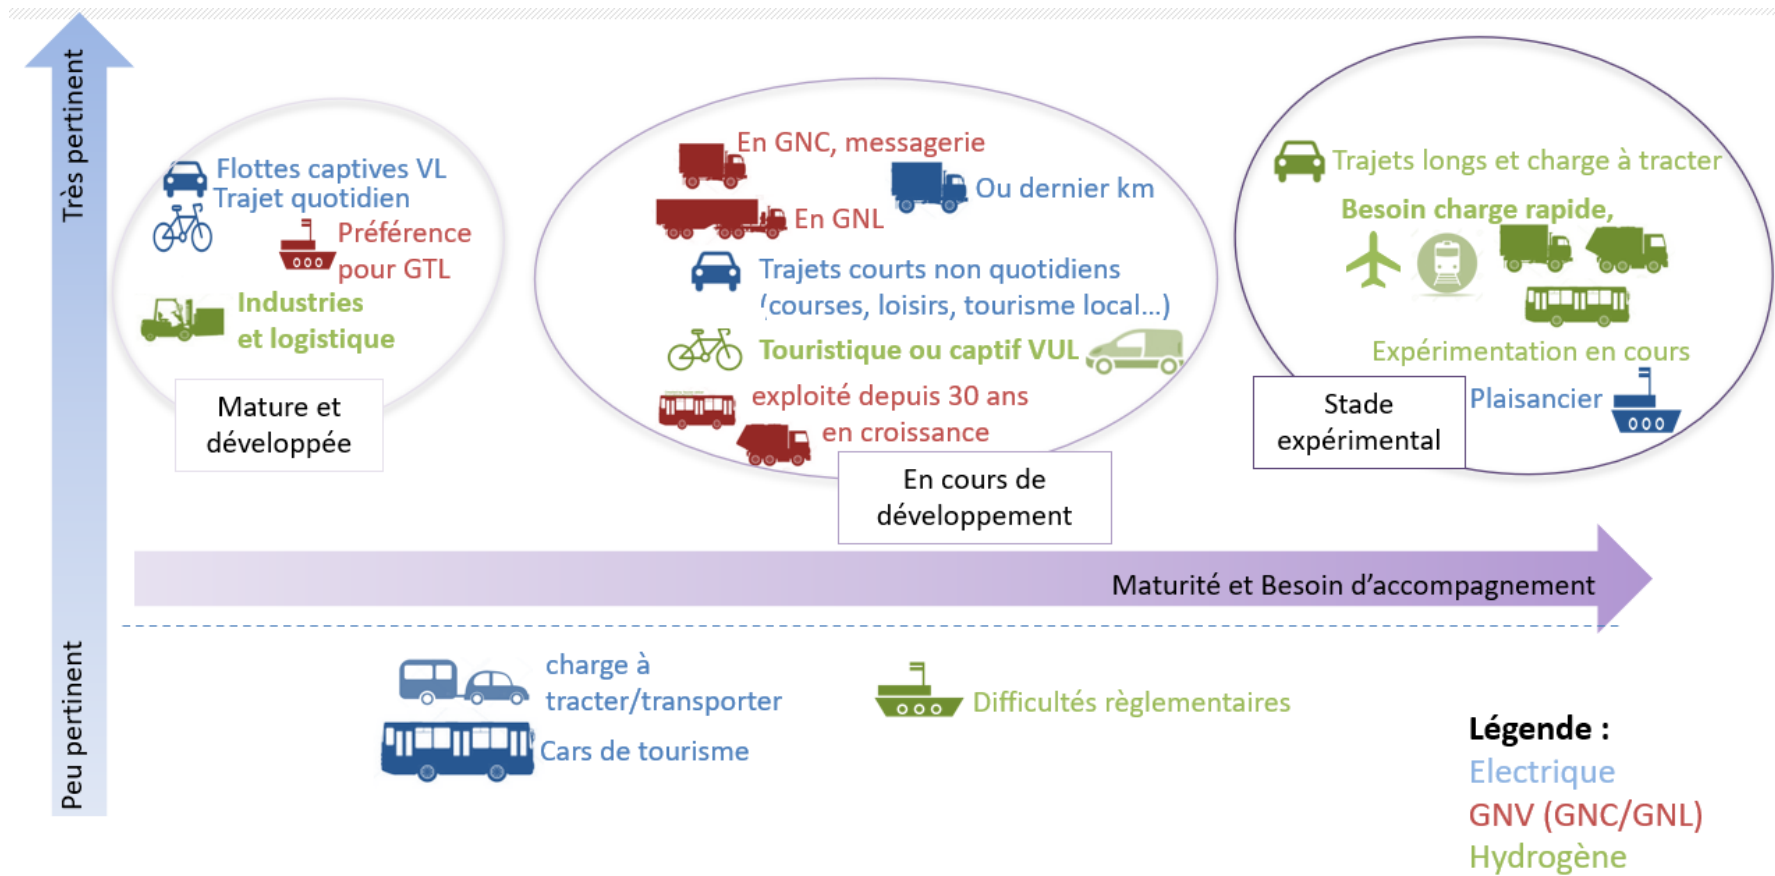 Très pertinent
Peu pertinent
Flottes captives VL
Trajet quotidien
Préférence
pour GTL
Industries
et logistique
Mature et
développée
En GNC, messagerie
Ou dernier km
En GNL
Trajets courts non quotidiens
(courses, loisirs, tourisme local...)
Touristique ou captif VUL
exploité depuis 30 ans
en croissance
En cours de
développement
Trajets longs et charge à tracter
Besoin charge rapide,
Expérimentation en cours
Plaisancier
Stade
expérimental
Maturité et Besoin d'accompagnement
charge à
tracter/transporter
Cars de tourisme
Difficultés règlementaires
Légende :
Electrique
GNV (GNC/GNL)
Hydrogène